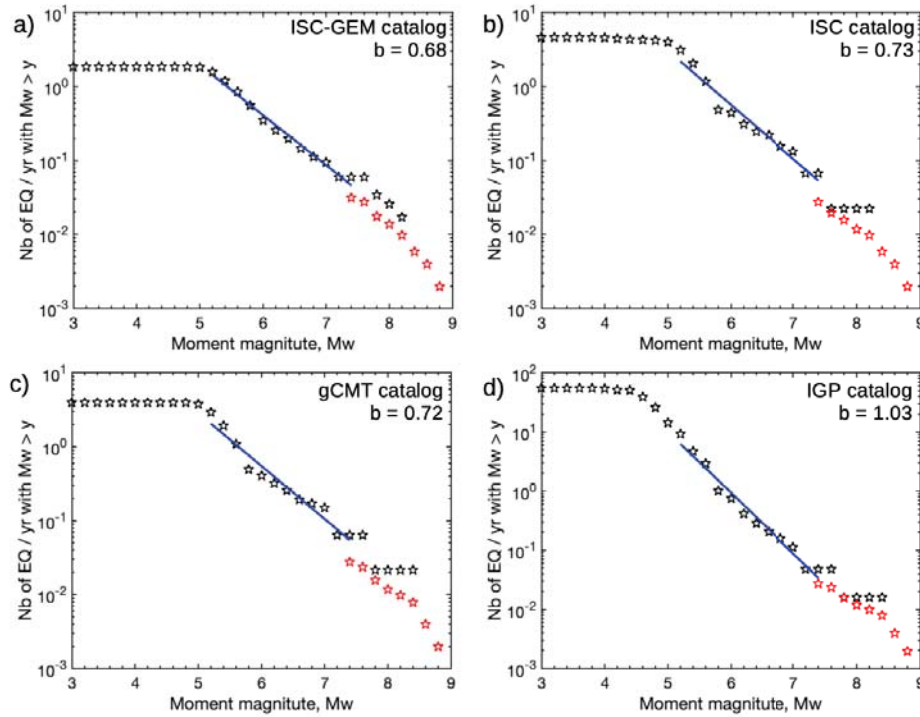 a)
ISC-GEM catalog
b = 0.68
Nb of EQ / yr with Mw > y
10^1
10^0
10^-1
10^-2
10^-3
3 4 5 6 7 8 9
Moment magnitute, Mw
b)
ISC catalog
b = 0.73
Nb of EQ / yr with Mw > y
10^1
10^0
10^-1
10^-2
10^-3
3 4 5 6 7 8 9
Moment magnitute, Mw
c)
gCMT catalog
b = 0.72
Nb of EQ / yr with Mw > y
10^1
10^0
10^-1
10^-2
10^-3
3 4 5 6 7 8 9
Moment magnitute, Mw
d)
IGP catalog
b = 1.03
Nb of EQ / yr with Mw > y
10^2
10^1
10^0
10^-1
10^-2
10^-3
3 4 5 6 7 8 9
Moment magnitute, Mw